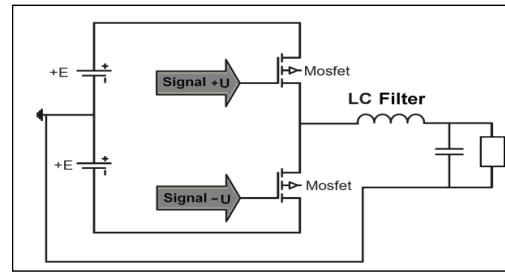 +E
Signal +U
Mosfet
LC Filter
+E
Signal –U
Mosfet